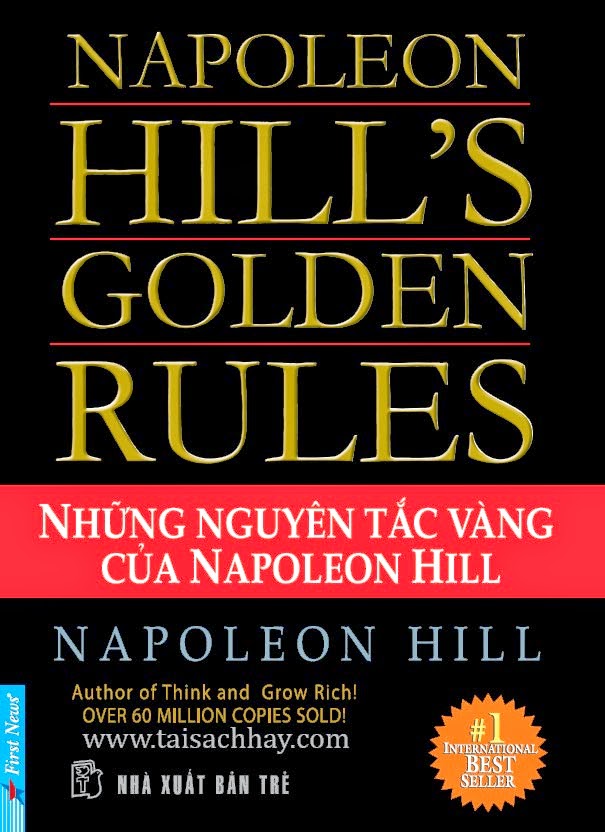 NAPOLEON
HILL'S
GOLDEN
RULES
NHỮNG NGUYÊN TẮC VÀNG
CỦA NAPOLEON HILL
NAPOLEON HILL
Author of Think and Grow Rich!
OVER 60 MILLION COPIES SOLD!
www.taisachhay.com
NHÀ XUẤT BẢN TRẺ
First News®
#1
INTERNATIONAL
BEST
SELLER